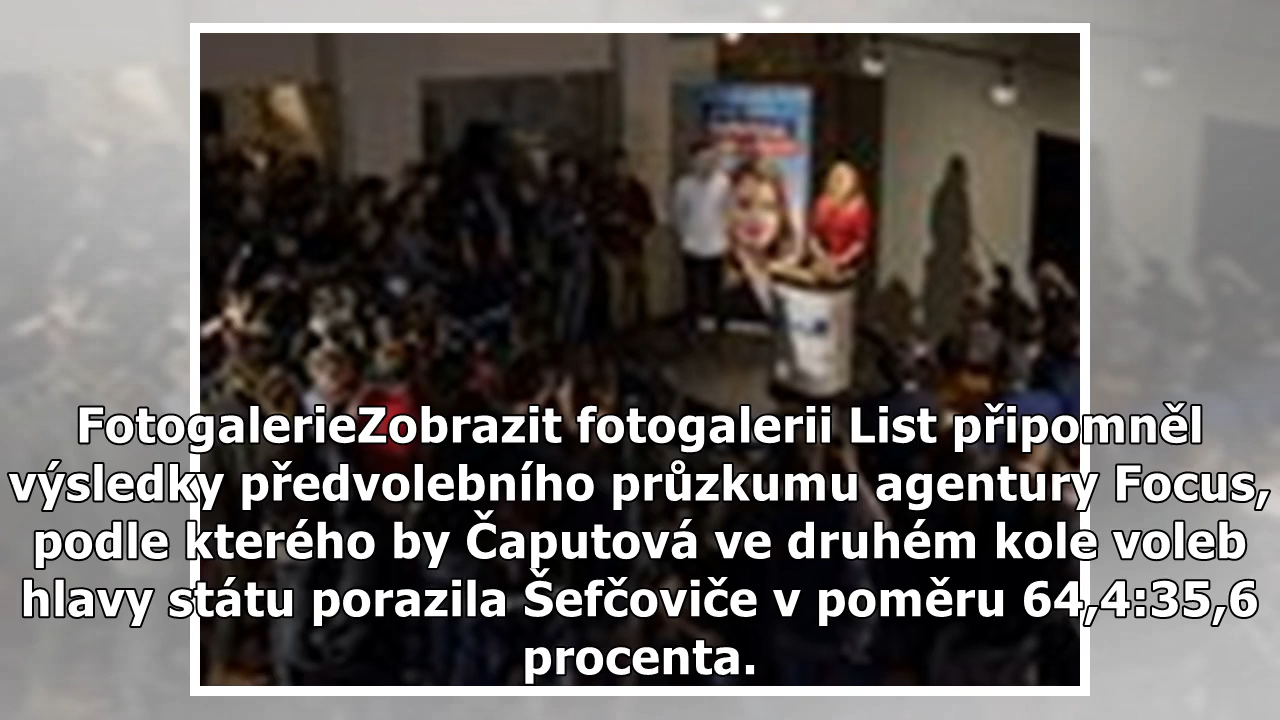 FotogalerieZobrazit fotogalerii List připomněl
výsledky předvolebního průzkumu agentury Focus,
podle kterého by Čaputová ve druhém kole voleb
hlavy státu porazila Šefčoviče v poměru 64,4:35,6
procenta.